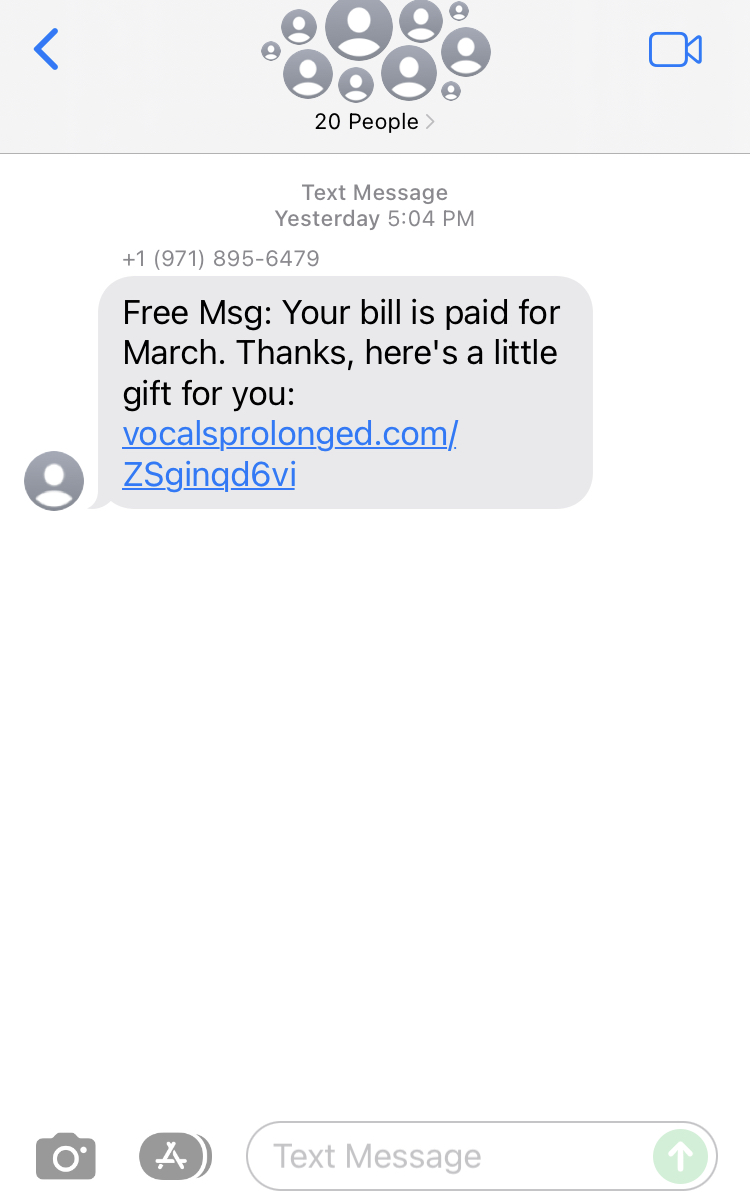 20 People
Text Message
Yesterday 5:04 PM
+1 (971) 895-6479
Free Msg: Your bill is paid for
March. Thanks, here's a little
gift for you:
vocalsprolonged.com/
ZSginqd6vi
Text Message